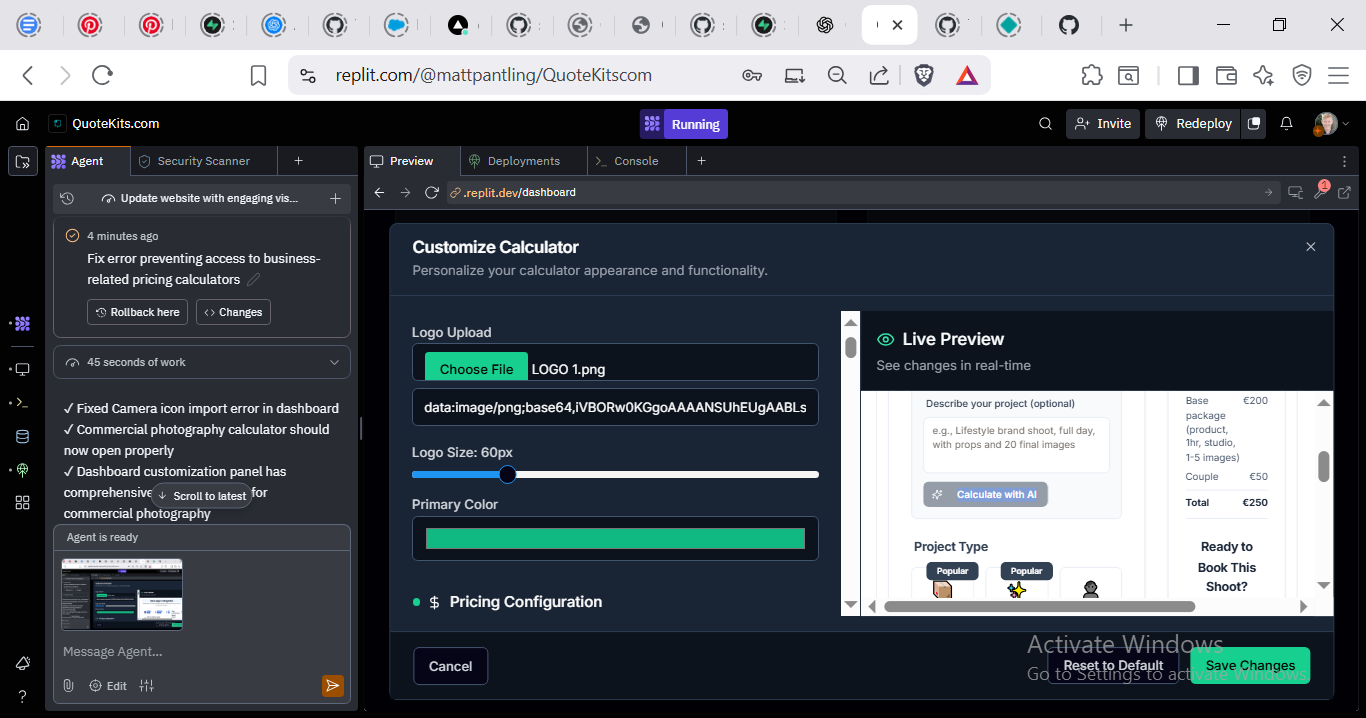 replit.com/@mattpantling/QuoteKitscom
QuoteKits.com
Running
Invite
Redeploy
Agent
Security Scanner
Preview
Deployments
Console
Update website with engaging vis...
.replit.dev/dashboard
1
4 minutes ago
Fix error preventing access to business-
related pricing calculators
Rollback here
Changes
45 seconds of work
✓ Fixed Camera icon import error in dashboard
✓ Commercial photography calculator should
now open properly
✓ Dashboard customization panel has
comprehensive
for
commercial photography
Scroll to latest
Agent is ready
Message Agent...
Edit
Customize Calculator
Personalize your calculator appearance and functionality.
Logo Upload
Choose File LOGO 1.png
data:image/png;base64,iVBORw0KGgoAAAANSUhEUgAABLs
Logo Size: 60px
Primary Color
$ Pricing Configuration
Cancel
Live Preview
See changes in real-time
Describe your project (optional)
e.g., Lifestyle brand shoot, full day,
with props and 20 final images
Calculate with AI
Project Type
Popular
Popular
Base €200
package
(product,
1hr, studio,
1-5 images)
Couple €50
Total €250
Ready to
Book This
Shoot?
Reset to Default
Save Changes
Activate Windows
Go to Settings to activate Windows.